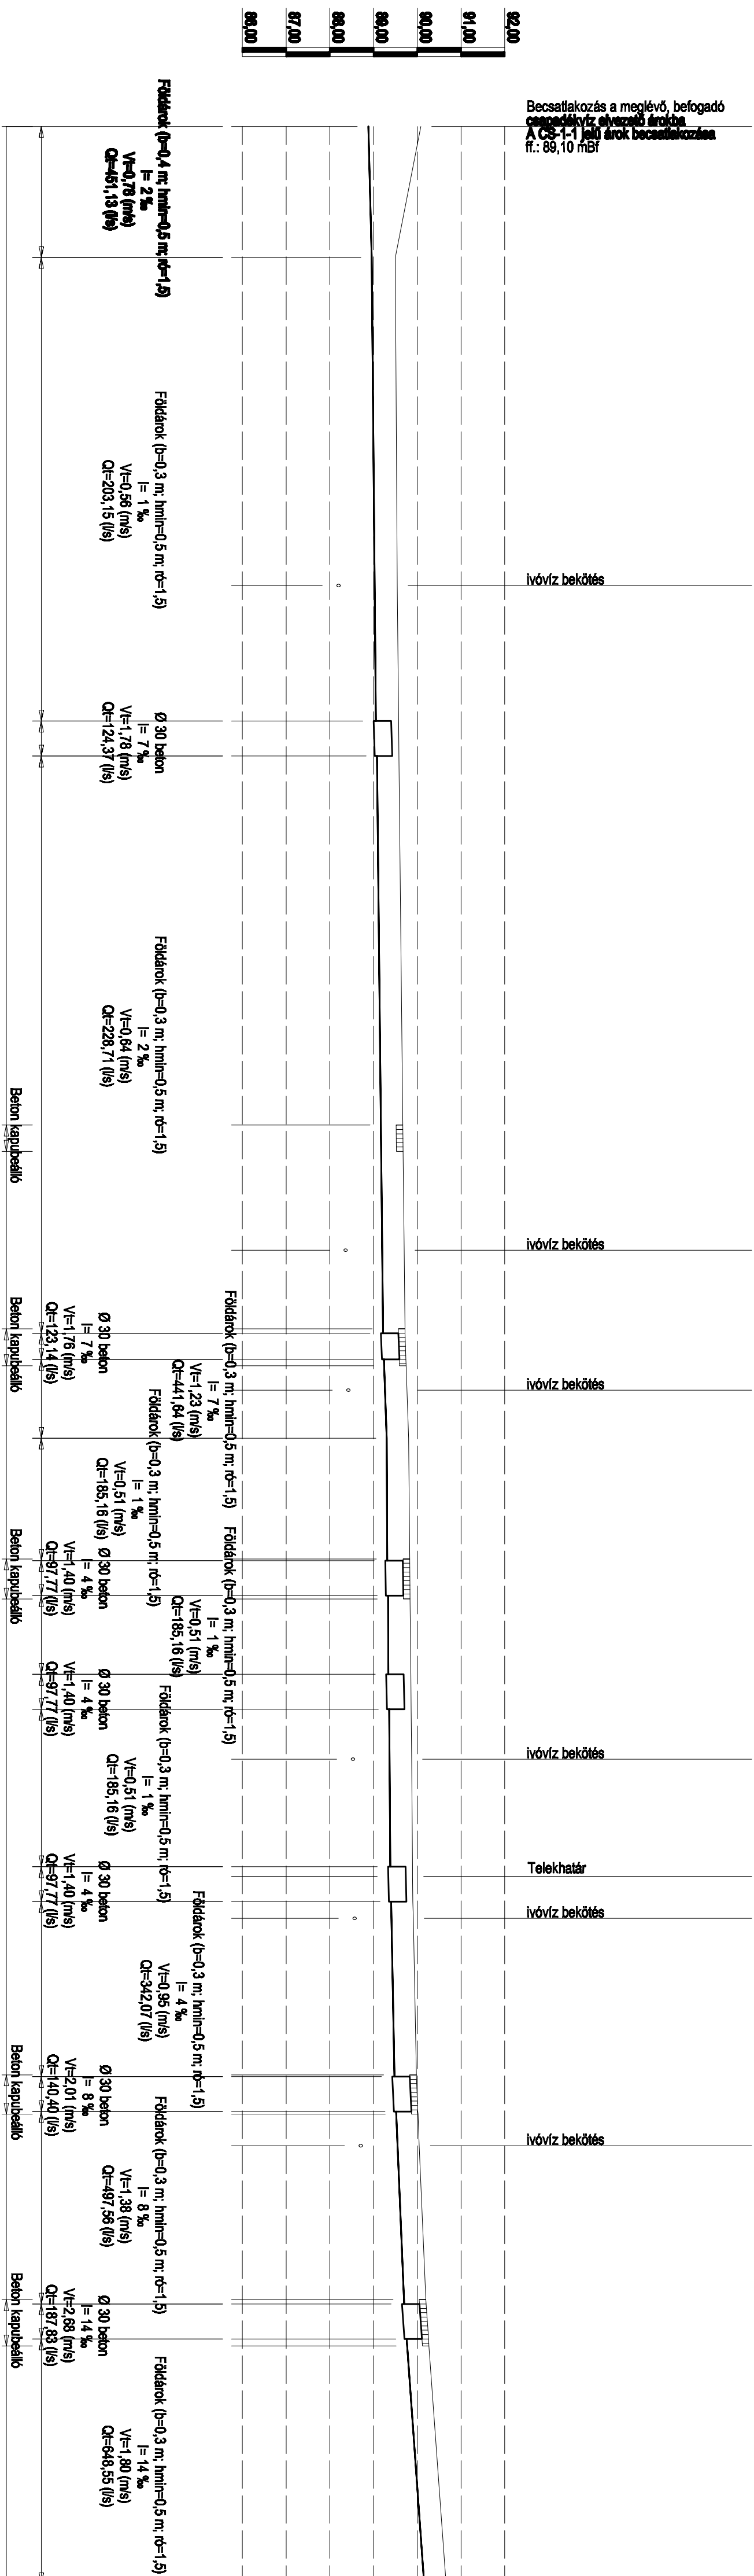 92,00
91,00
90,00
89,00
88,00
87,00
86,00
Becsatlakozás a meglévő, befogadó
csapadékvíz elvezető árokba
A CS-1-1 jelű árok becsatlakozása
ff.: 89,10 mBf
ivóvíz bekötés
ivóvíz bekötés
ivóvíz bekötés
ivóvíz bekötés
Telekhatár
ivóvíz bekötés
ivóvíz bekötés
Földárok (b=0,4 m; hmin=0,5 m; ró=1,5)
I= 2 ‰
Vt=0,78 (m/s)
Qt=451,13 (l/s)
Földárok (b=0,3 m; hmin=0,5 m; ró=1,5)
I= 1 ‰
Vt=0,56 (m/s)
Qt=203,15 (l/s)
Ø 30 beton
I= 7 ‰
Vt=1,78 (m/s)
Qt=124,37 (l/s)
Földárok (b=0,3 m; hmin=0,5 m; ró=1,5)
I= 2 ‰
Vt=0,64 (m/s)
Qt=228,71 (l/s)
Beton kapubeálló
Ø 30 beton
I= 7 ‰
Vt=1,76 (m/s)
Qt=123,14 (l/s)
Beton kapubeálló
Földárok (b=0,3 m; hmin=0,5 m; ró=1,5)
I= 7 ‰
Vt=1,23 (m/s)
Qt=441,64 (l/s)
Földárok (b=0,3 m; hmin=0,5 m; ró=1,5)
I= 1 ‰
Vt=0,51 (m/s)
Qt=185,16 (l/s)
Ø 30 beton
I= 4 ‰
Vt=1,40 (m/s)
Qt=97,77 (l/s)
Beton kapubeálló
Földárok (b=0,3 m; hmin=0,5 m; ró=1,5)
I= 1 ‰
Vt=0,51 (m/s)
Qt=185,16 (l/s)
Ø 30 beton
I= 4 ‰
Vt=1,40 (m/s)
Qt=97,77 (l/s)
Földárok (b=0,3 m; hmin=0,5 m; ró=1,5)
I= 1 ‰
Vt=0,51 (m/s)
Qt=185,16 (l/s)
Ø 30 beton
I= 4 ‰
Vt=1,40 (m/s)
Qt=97,77 (l/s)
Földárok (b=0,3 m; hmin=0,5 m; ró=1,5)
I= 4 ‰
Vt=0,95 (m/s)
Qt=342,07 (l/s)
Ø 30 beton
I= 8 ‰
Vt=2,01 (m/s)
Qt=140,40 (l/s)
Beton kapubeálló
Földárok (b=0,3 m; hmin=0,5 m; ró=1,5)
I= 8 ‰
Vt=1,38 (m/s)
Qt=497,56 (l/s)
Ø 30 beton
I= 14 ‰
Vt=2,68 (m/s)
Qt=187,83 (l/s)
Beton kapubeálló
Földárok (b=0,3 m; hmin=0,5 m; ró=1,5)
I= 14 ‰
Vt=1,80 (m/s)
Qt=648,55 (l/s)